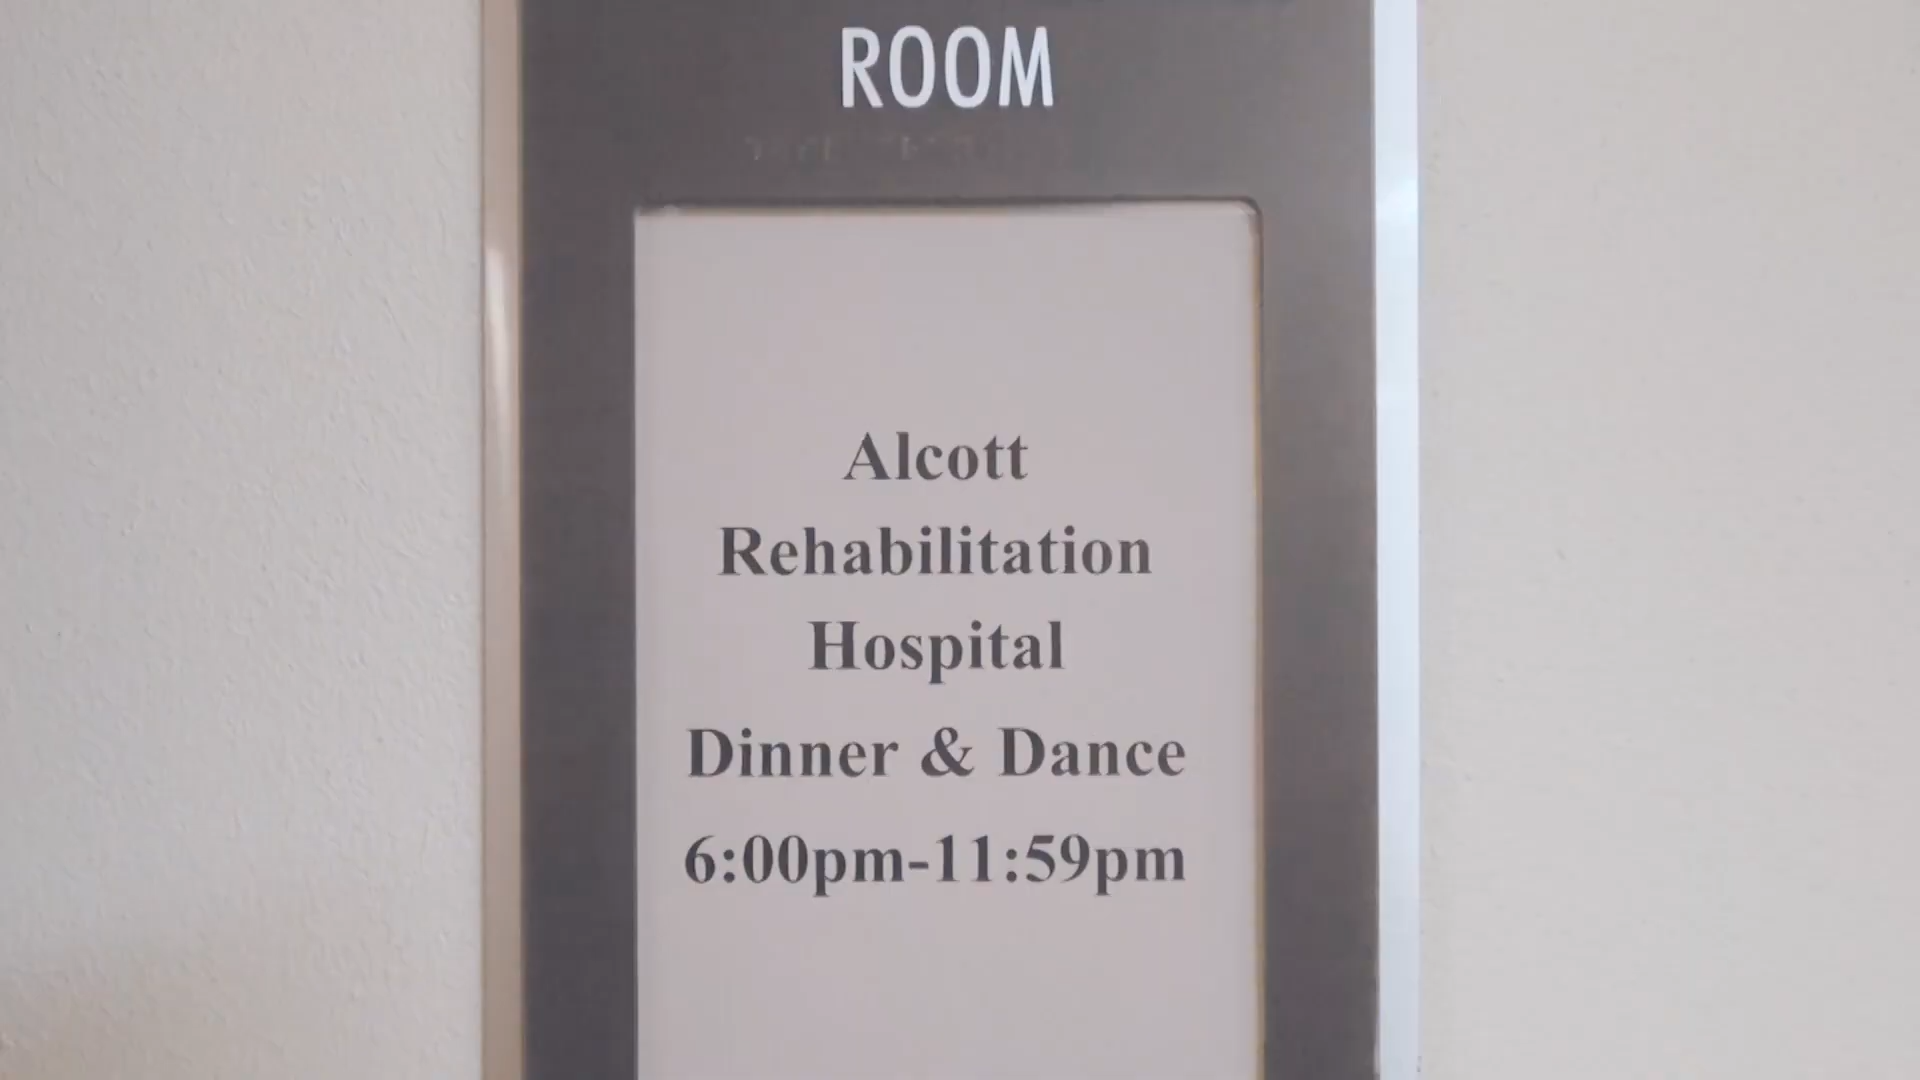 ROOM
Alcott
Rehabilitation
Hospital
Dinner & Dance
6:00pm-11:59pm